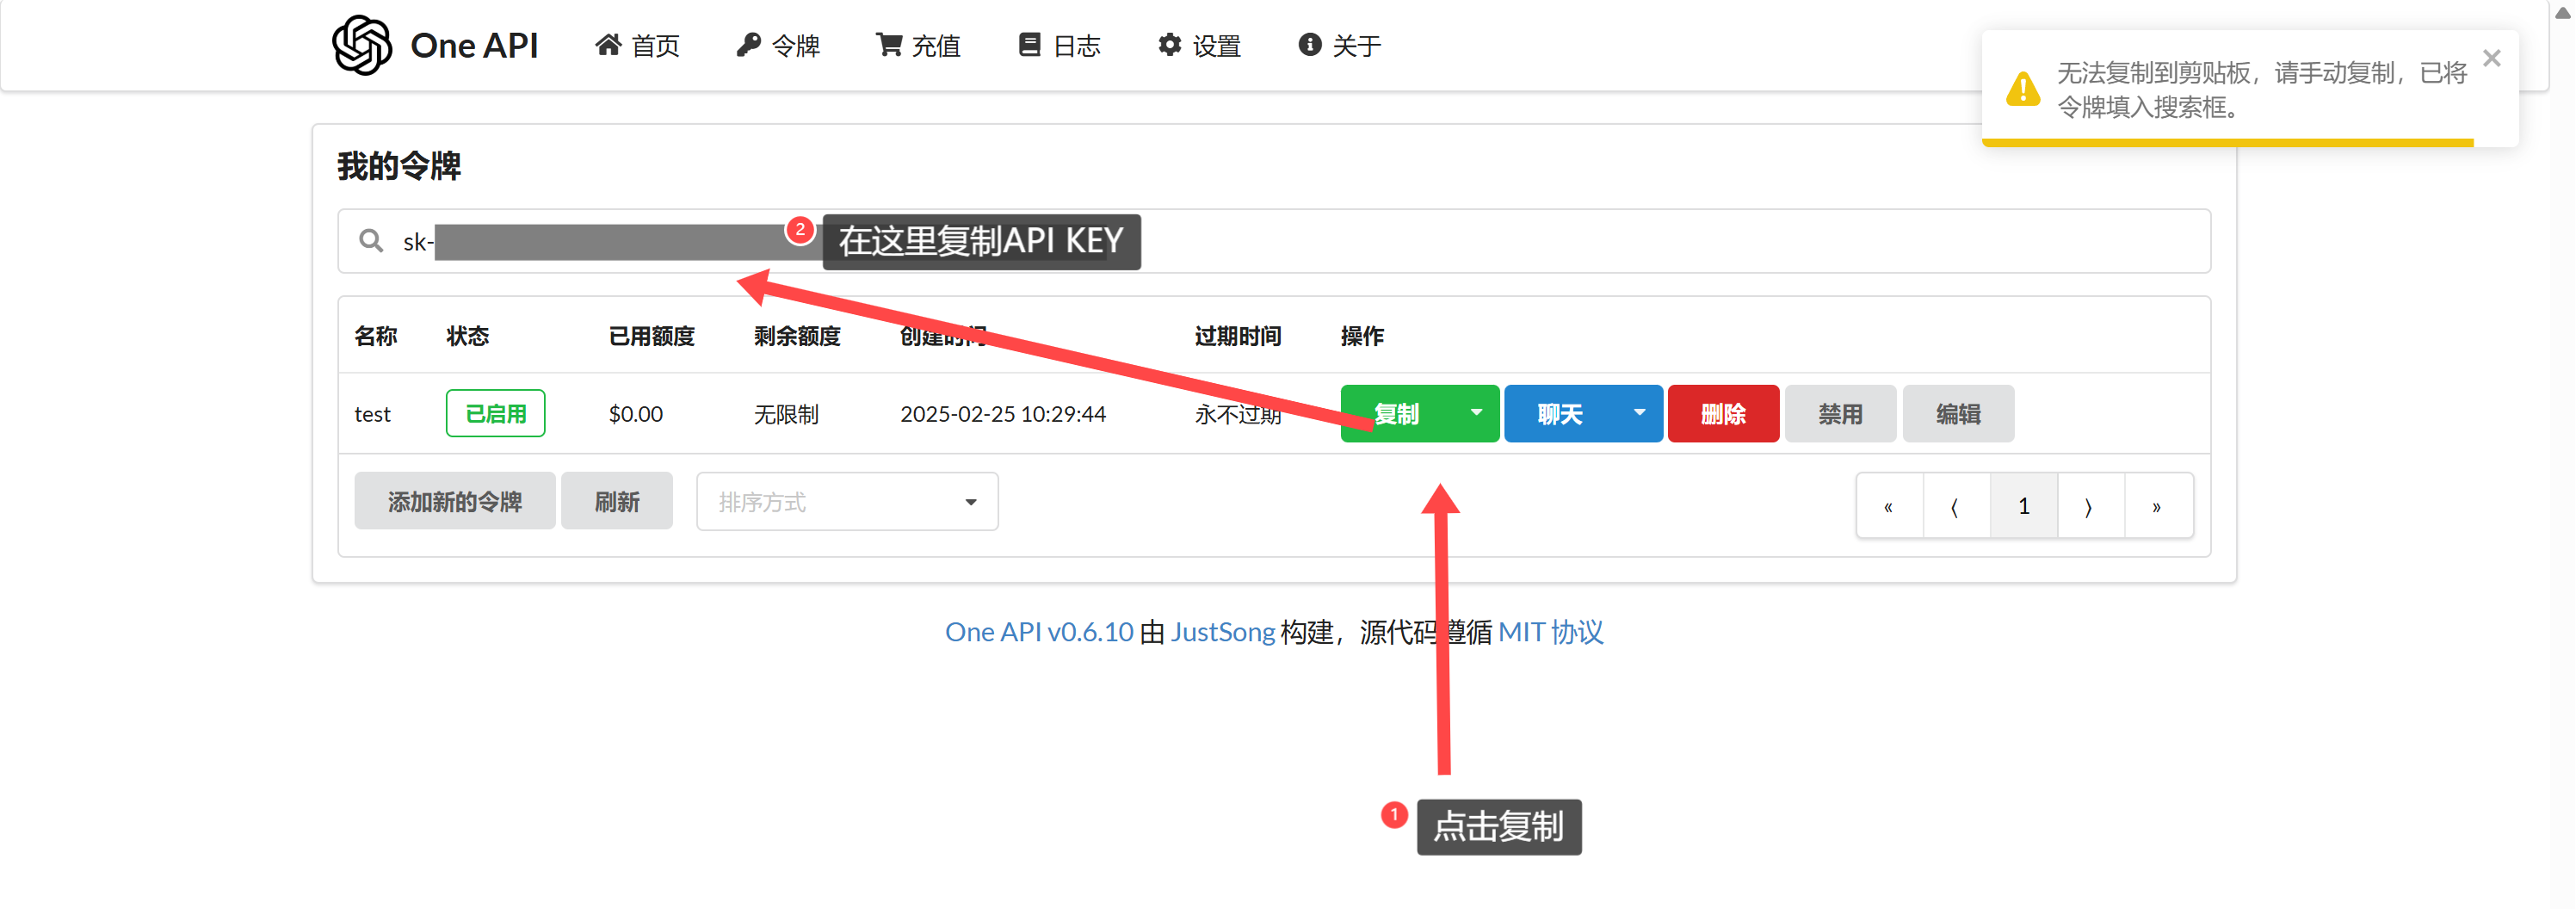 One API 首页 令牌 充值 日志 设置 关于
无法复制到剪贴板，请手动复制，已将
令牌填入搜索框。
我的令牌
sk-
2 在这里复制API KEY
名称 状态 已用额度 剩余额度 创建时间 过期时间 操作
test 已启用 $0.00 无限制 2025-02-25 10:29:44 永不过期 复制 聊天 删除 禁用 编辑
添加新的令牌 刷新 排序方式 « ⟨ 1 ⟩ »
One API v0.6.10 由 JustSong 构建，源代码遵循 MIT 协议
1 点击复制